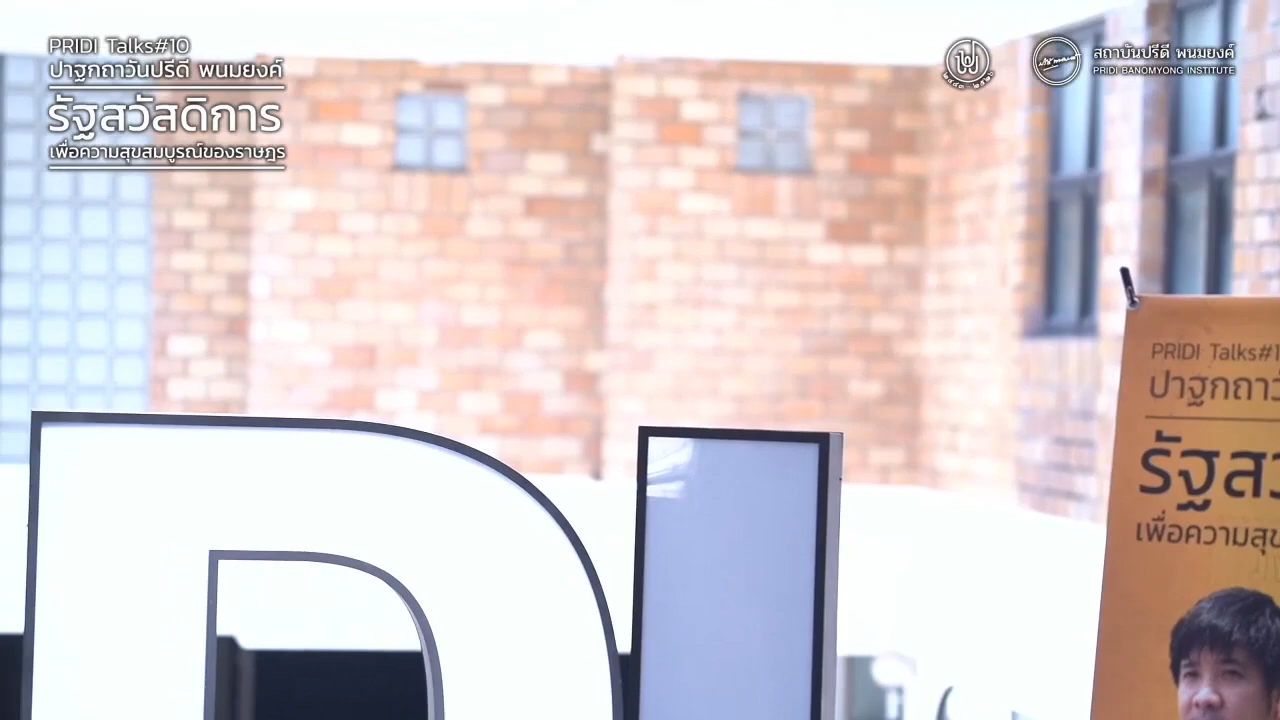 PRIDI Talks#10
ปาฐกถาวันปรีดี พนมยงค์
รัฐสวัสดิการ
เพื่อความสุขสมบูรณ์ของราษฎร
สถาบันปรีดี พนมยงค์
PRIDI BANOMYONG INSTITUTE
PRIDI Talks#1
ปาฐกถาว
รัฐสว
เพื่อความสุข
DI